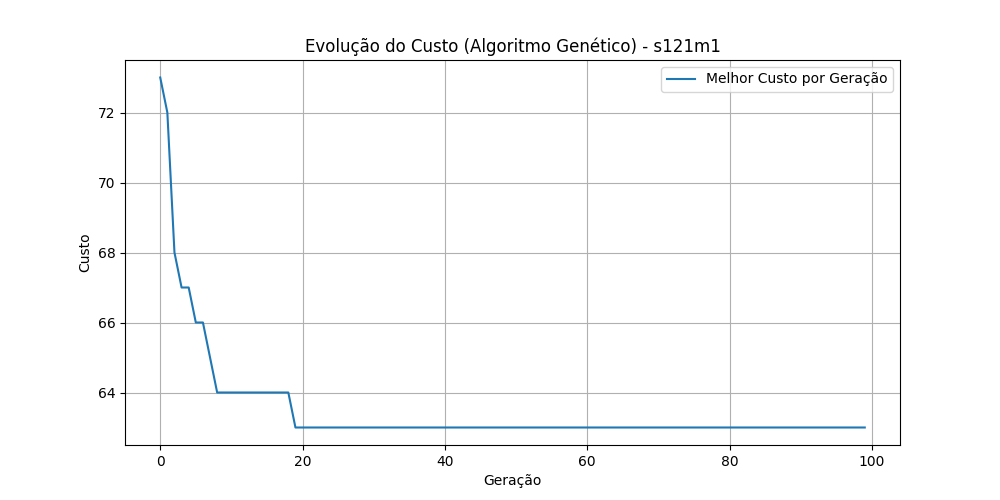 Evolução do Custo (Algoritmo Genético) - s121m1
Melhor Custo por Geração
Custo
72
70
68
66
64
0 20 40 60 80 100
Geração